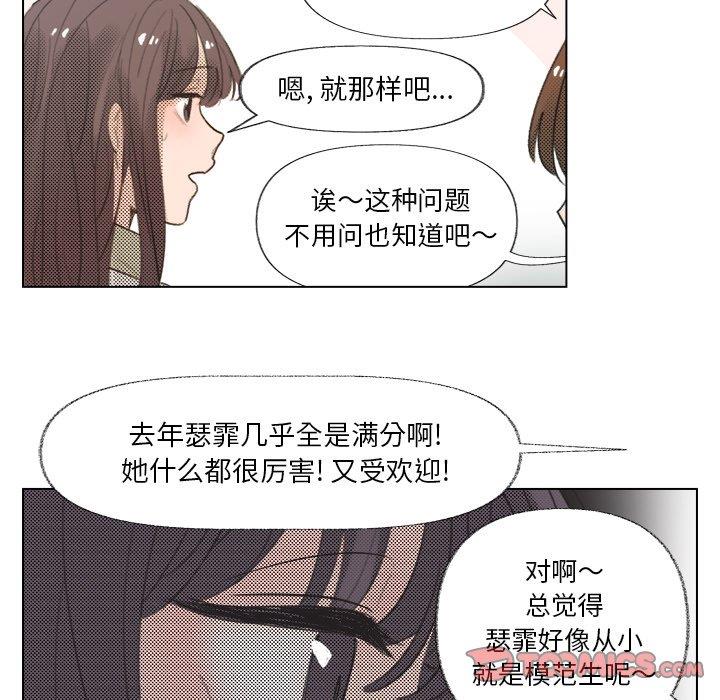 嗯, 就那样吧...
诶～这种问题
不用问也知道吧～
去年瑟霏几乎全是满分啊!
她什么都很厉害! 又受欢迎!
对啊～
总觉得
瑟霏好像从小
就是模范生呢～
TOOMICS.COM